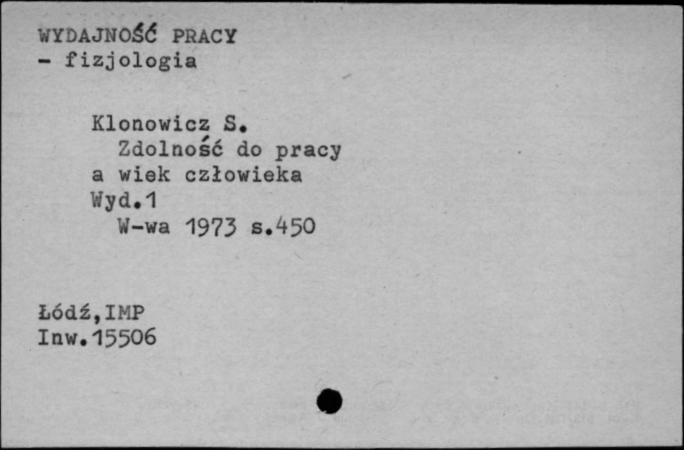 WYDAJNOŚĆ PRACY
- fizjologia
Klonowicz S.
Zdolność do pracy
a wiek człowieka
Wyd.1
W-wa 1973 s.450
Łódź,IMP
Inw.15506